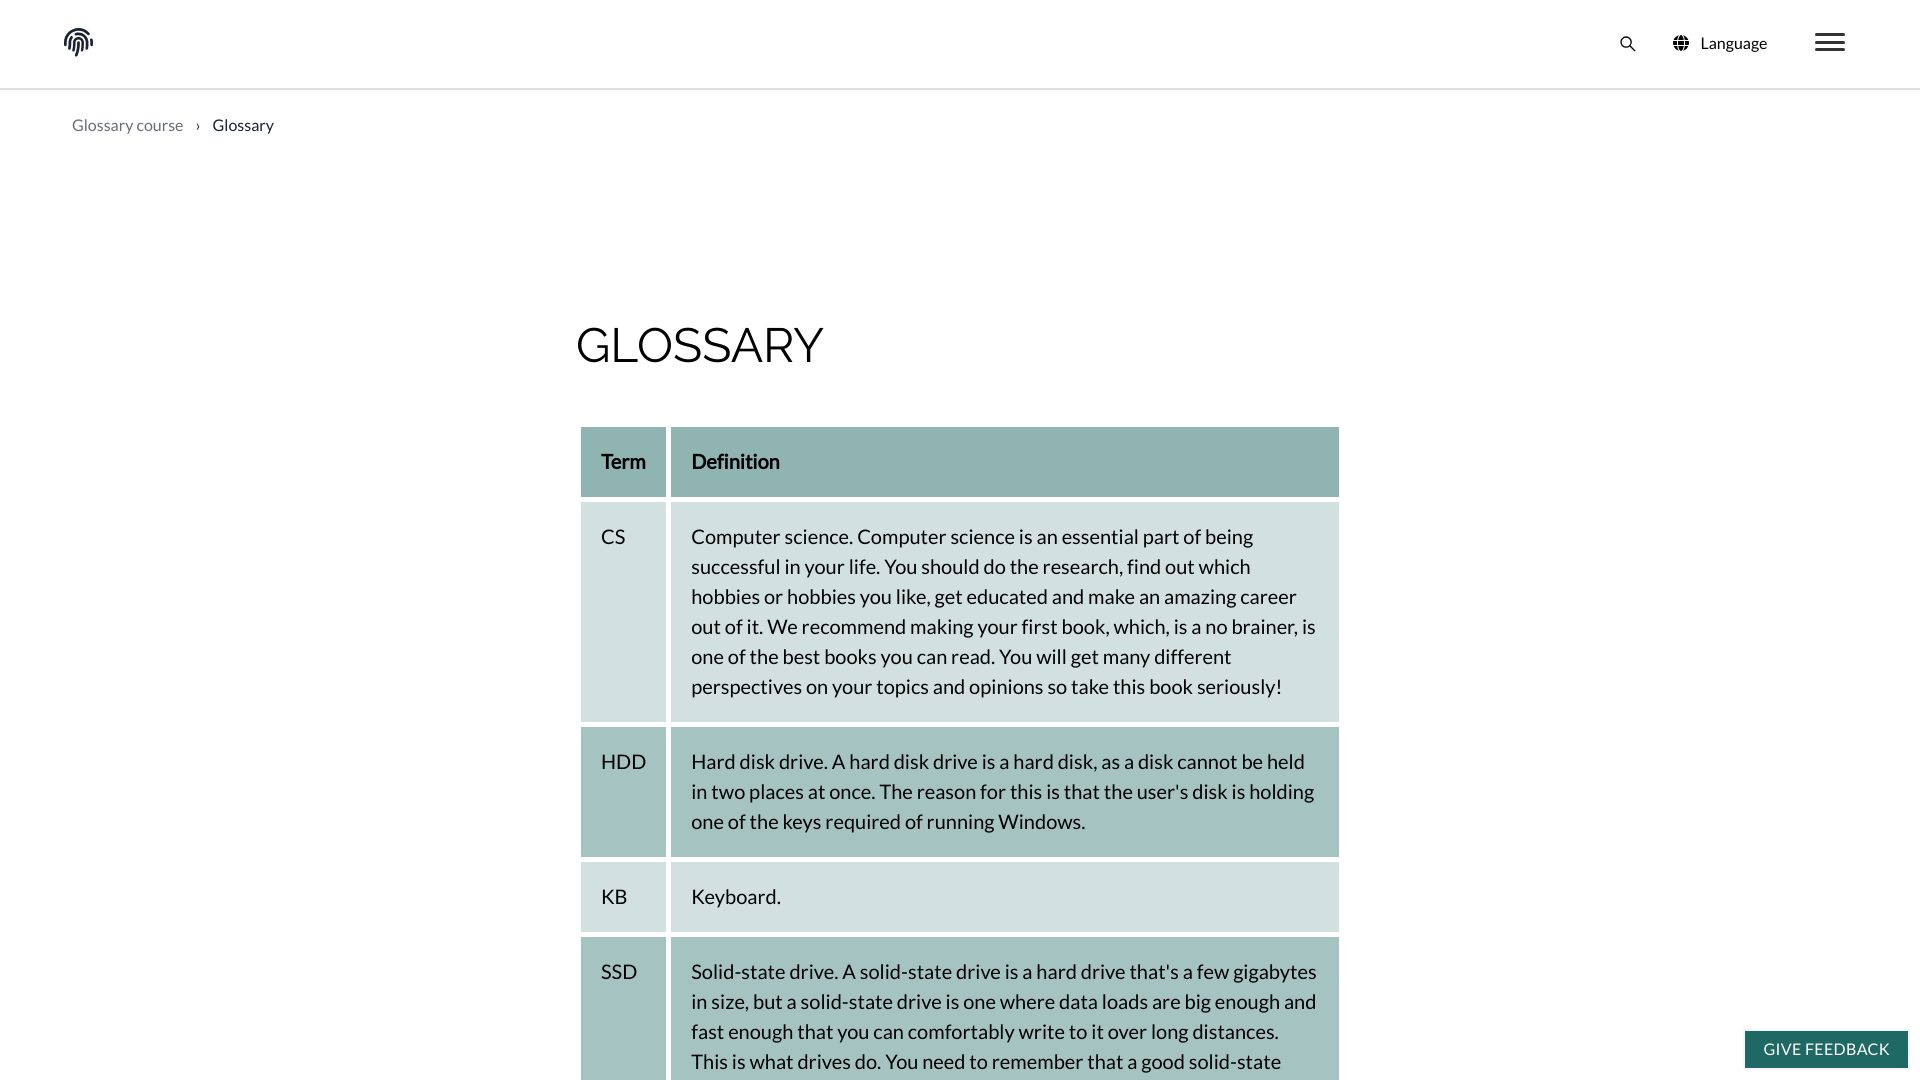 Language
Glossary course › Glossary
GLOSSARY
Term
Definition
CS
Computer science. Computer science is an essential part of being
successful in your life. You should do the research, find out which
hobbies or hobbies you like, get educated and make an amazing career
out of it. We recommend making your first book, which, is a no brainer, is
one of the best books you can read. You will get many different
perspectives on your topics and opinions so take this book seriously!
HDD
Hard disk drive. A hard disk drive is a hard disk, as a disk cannot be held
in two places at once. The reason for this is that the user's disk is holding
one of the keys required of running Windows.
KB
Keyboard.
SSD
Solid-state drive. A solid-state drive is a hard drive that's a few gigabytes
in size, but a solid-state drive is one where data loads are big enough and
fast enough that you can comfortably write to it over long distances.
This is what drives do. You need to remember that a good solid-state
GIVE FEEDBACK